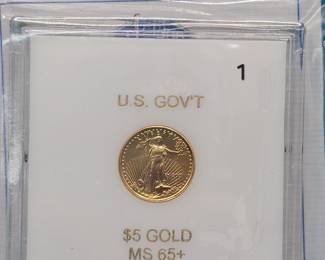 1
U.S. GOV'T
$5 GOLD
MS 65+